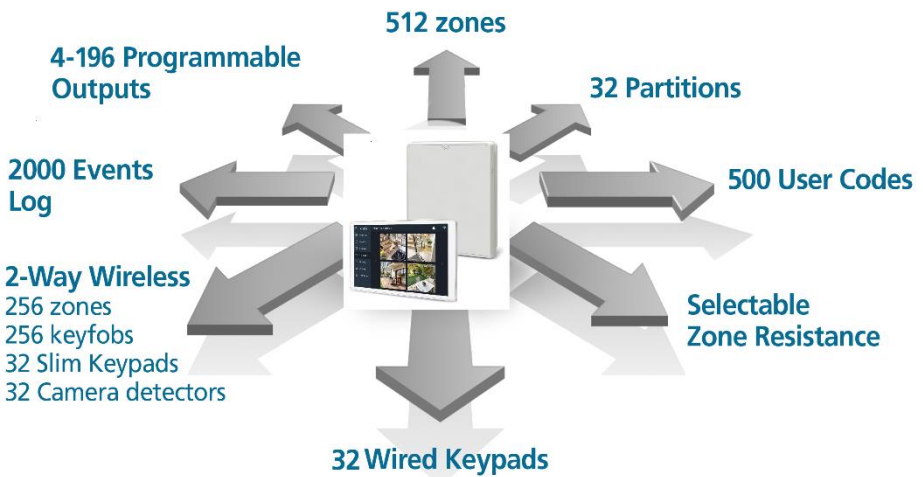 512 zones
4-196 Programmable
Outputs
32 Partitions
2000 Events
Log
500 User Codes
2-Way Wireless
256 zones
256 keyfobs
32 Slim Keypads
32 Camera detectors
Selectable
Zone Resistance
32 Wired Keypads